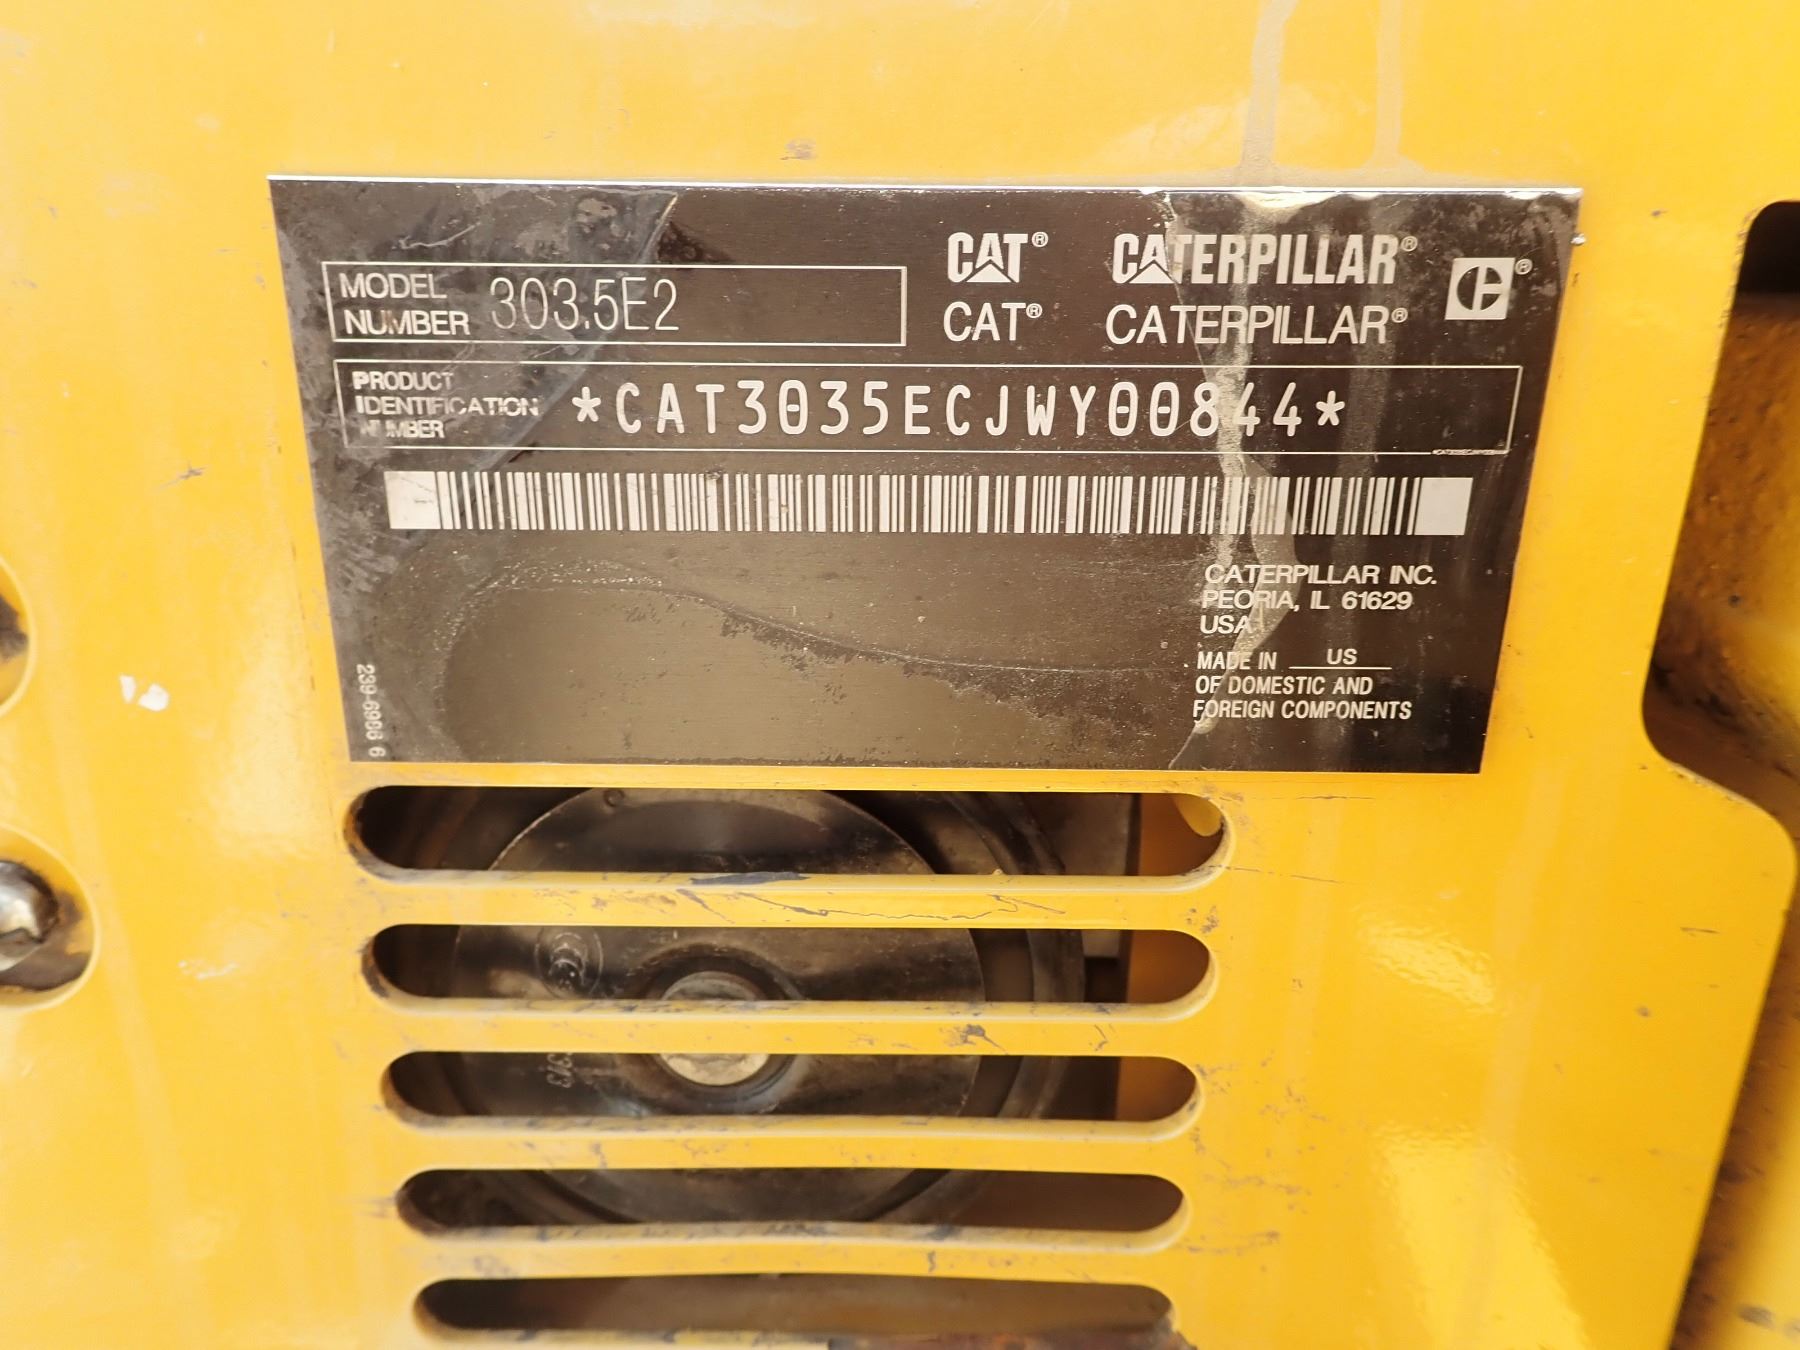 MODEL NUMBER 303.5E2
CAT® CATERPILLAR®
CAT® CATERPILLAR®
PRODUCT IDENTIFICATION NUMBER *CAT3035ECJWY00844*
CATERPILLAR INC.
PEORIA, IL 61629
USA
MADE IN US
OF DOMESTIC AND
FOREIGN COMPONENTS